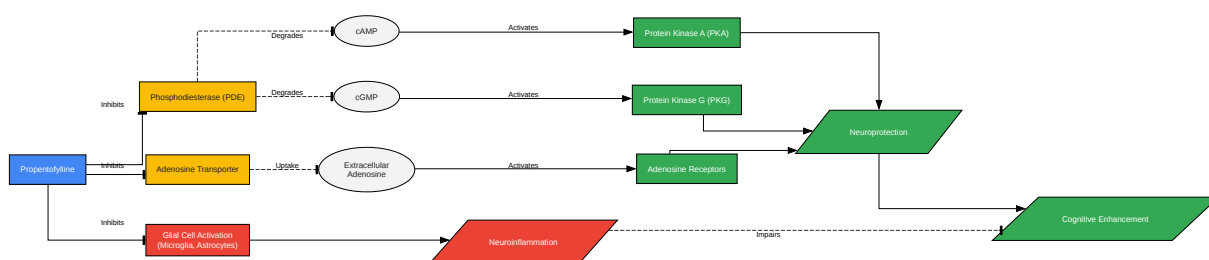 cAMP
Activates
Protein Kinase A (PKA)
Degrades
Phosphodiesterase (PDE)
Degrades
cGMP
Activates
Protein Kinase G (PKG)
Inhibits
Neuroprotection
Propentofylline
Inhibits
Adenosine Transporter
Uptake
Extracellular
Adenosine
Activates
Adenosine Receptors
Inhibits
Glial Cell Activation
(Microglia, Astrocytes)
Neuroinflammation
Impairs
Cognitive Enhancement